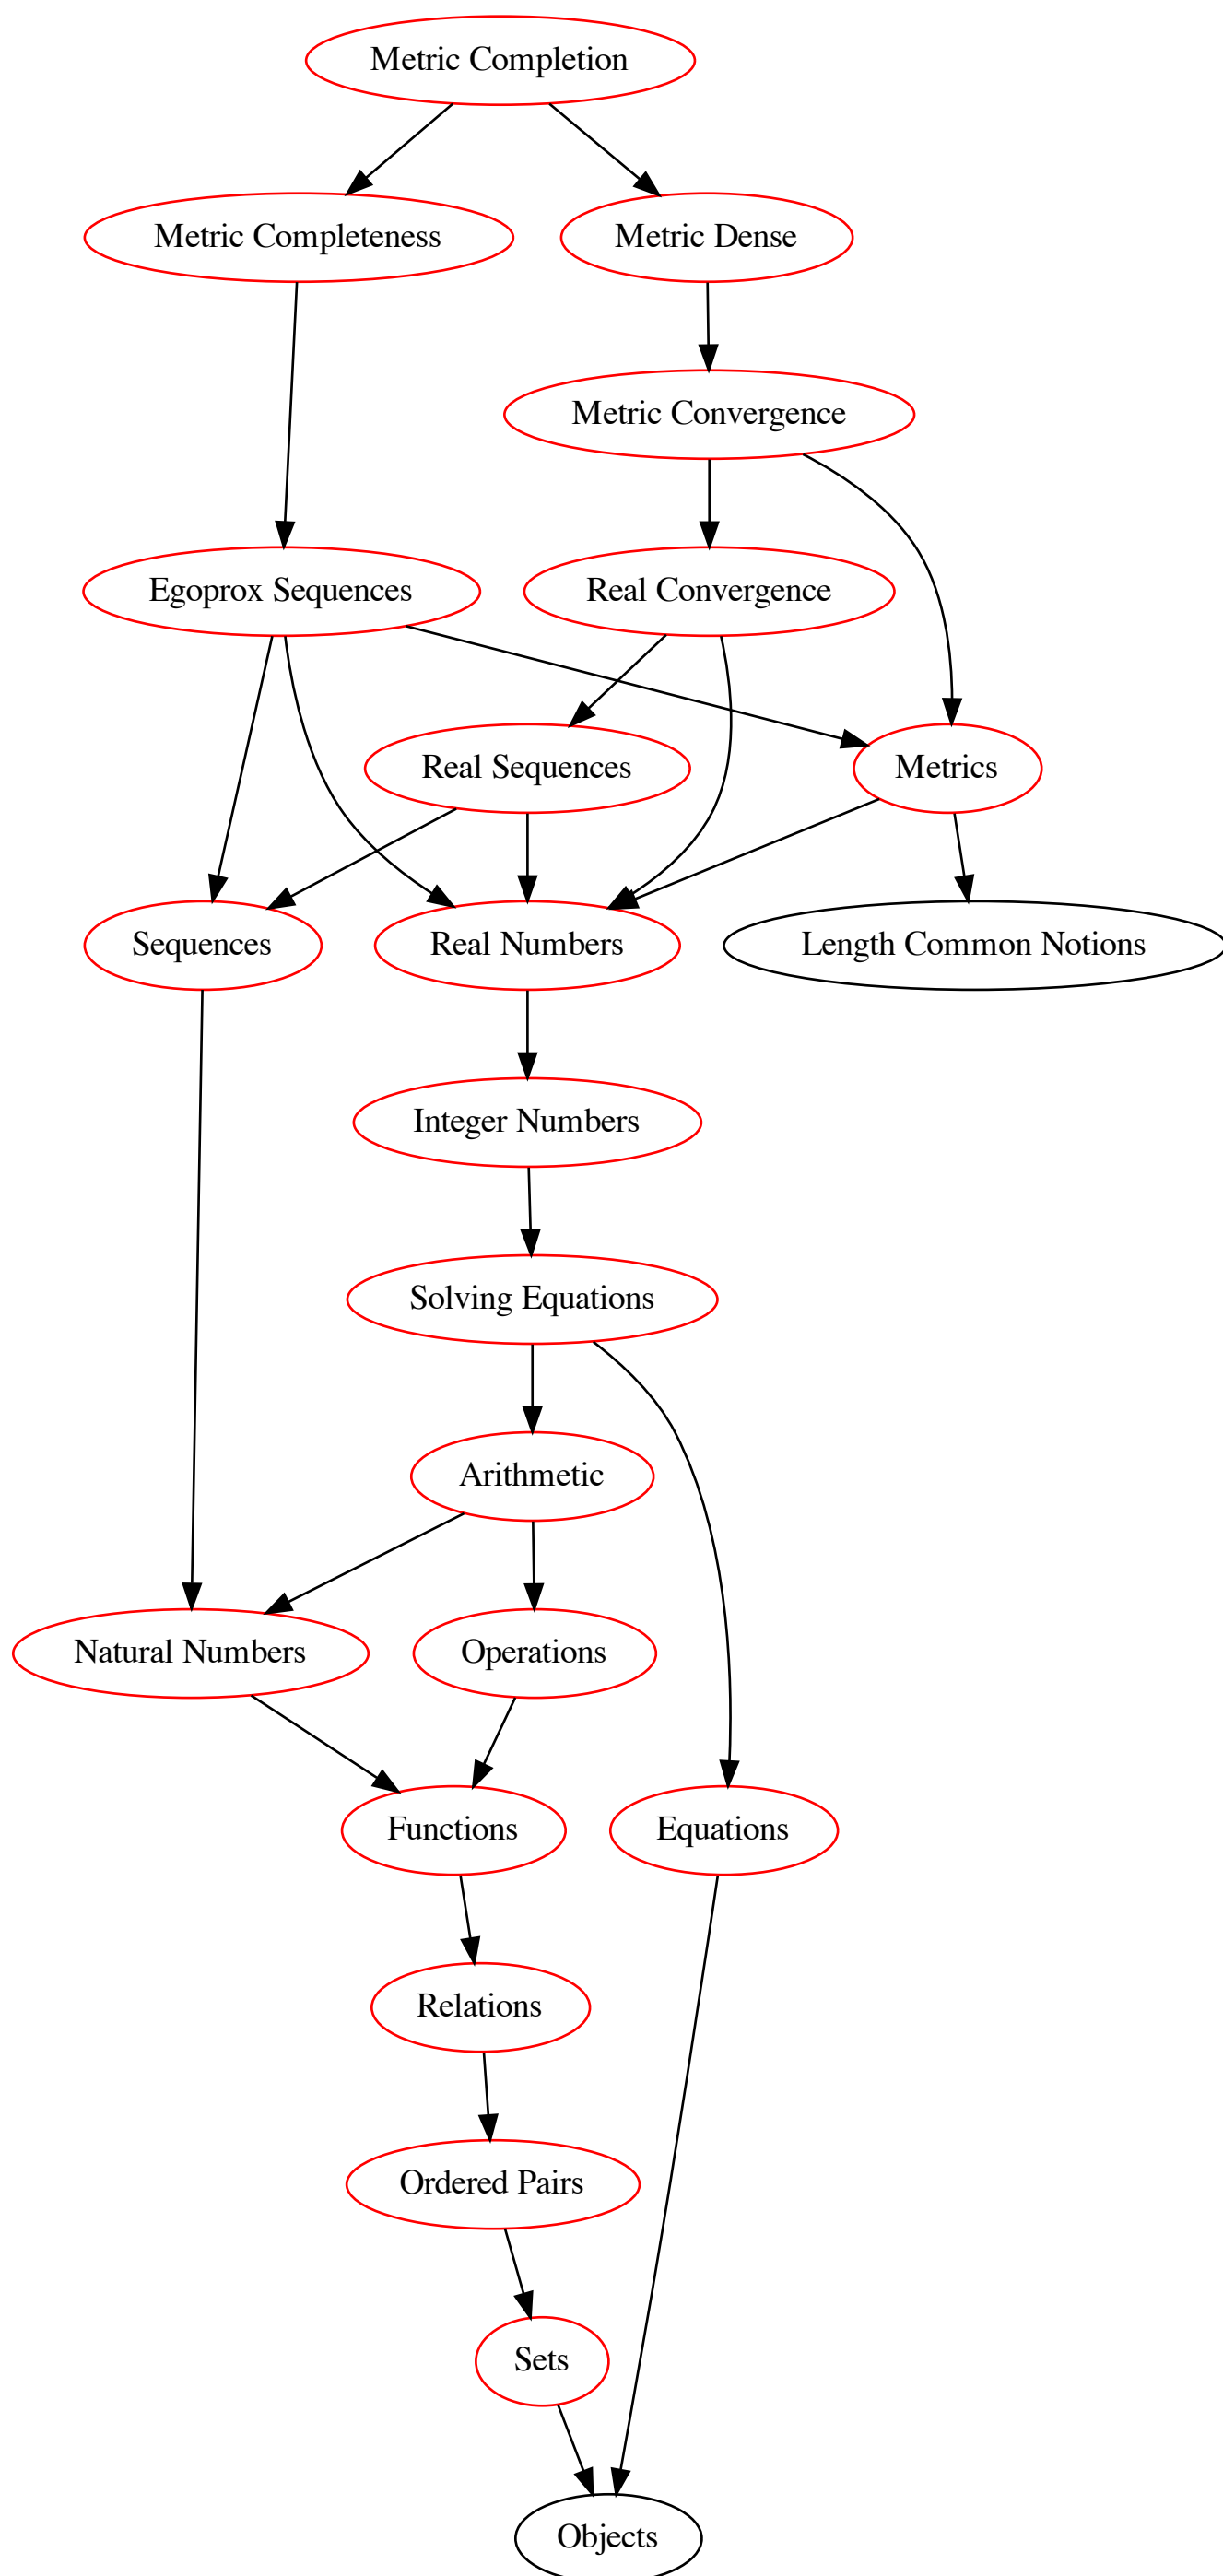 Metric Completion
Metric Completeness
Metric Dense
Metric Convergence
Egoprox Sequences
Real Convergence
Real Sequences
Metrics
Sequences
Real Numbers
Length Common Notions
Integer Numbers
Solving Equations
Arithmetic
Natural Numbers
Operations
Functions
Equations
Relations
Ordered Pairs
Sets
Objects